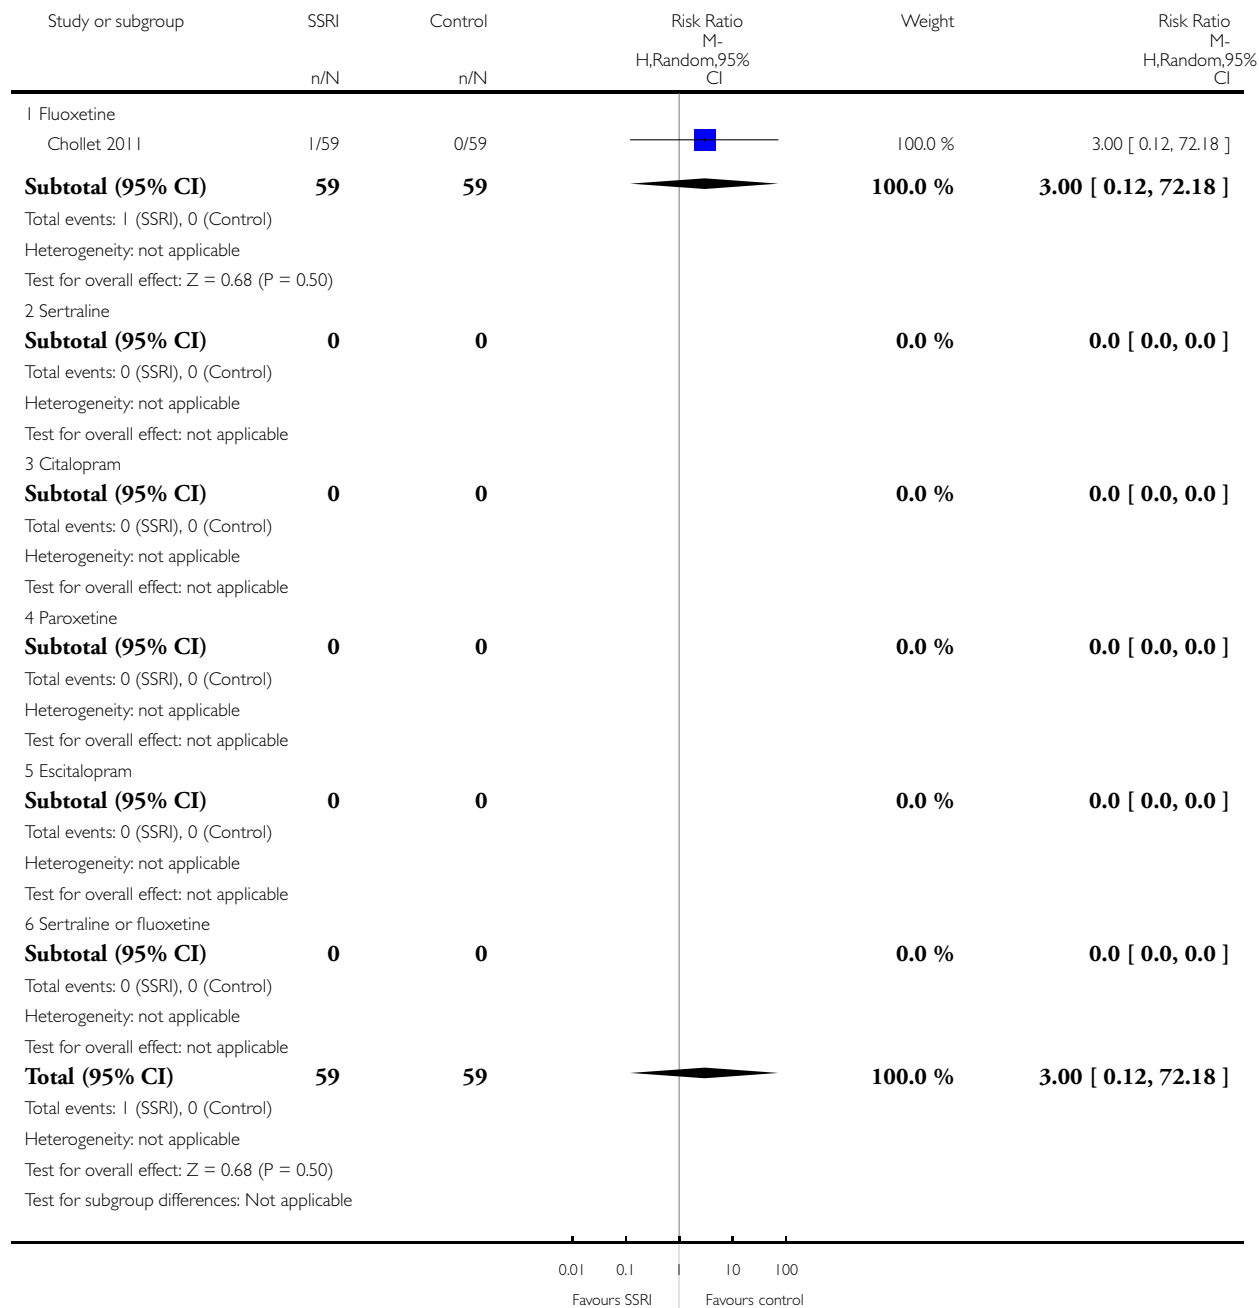 Study or subgroup SSRI Control Risk Ratio Weight Risk Ratio
M- M-
H,Random,95% H,Random,95%
n/N n/N CI CI
1 Fluoxetine
Chollet 2011 1/59 0/59 100.0 % 3.00 [ 0.12, 72.18 ]
Subtotal (95% CI) 59 59 100.0 % 3.00 [ 0.12, 72.18 ]
Total events: 1 (SSRI), 0 (Control)
Heterogeneity: not applicable
Test for overall effect: Z = 0.68 (P = 0.50)
2 Sertraline
Subtotal (95% CI) 0 0 0.0 % 0.0 [ 0.0, 0.0 ]
Total events: 0 (SSRI), 0 (Control)
Heterogeneity: not applicable
Test for overall effect: not applicable
3 Citalopram
Subtotal (95% CI) 0 0 0.0 % 0.0 [ 0.0, 0.0 ]
Total events: 0 (SSRI), 0 (Control)
Heterogeneity: not applicable
Test for overall effect: not applicable
4 Paroxetine
Subtotal (95% CI) 0 0 0.0 % 0.0 [ 0.0, 0.0 ]
Total events: 0 (SSRI), 0 (Control)
Heterogeneity: not applicable
Test for overall effect: not applicable
5 Escitalopram
Subtotal (95% CI) 0 0 0.0 % 0.0 [ 0.0, 0.0 ]
Total events: 0 (SSRI), 0 (Control)
Heterogeneity: not applicable
Test for overall effect: not applicable
6 Sertraline or fluoxetine
Subtotal (95% CI) 0 0 0.0 % 0.0 [ 0.0, 0.0 ]
Total events: 0 (SSRI), 0 (Control)
Heterogeneity: not applicable
Test for overall effect: not applicable
Total (95% CI) 59 59 100.0 % 3.00 [ 0.12, 72.18 ]
Total events: 1 (SSRI), 0 (Control)
Heterogeneity: not applicable
Test for overall effect: Z = 0.68 (P = 0.50)
Test for subgroup differences: Not applicable
0.01 0.1 1 10 100
Favours SSRI Favours control